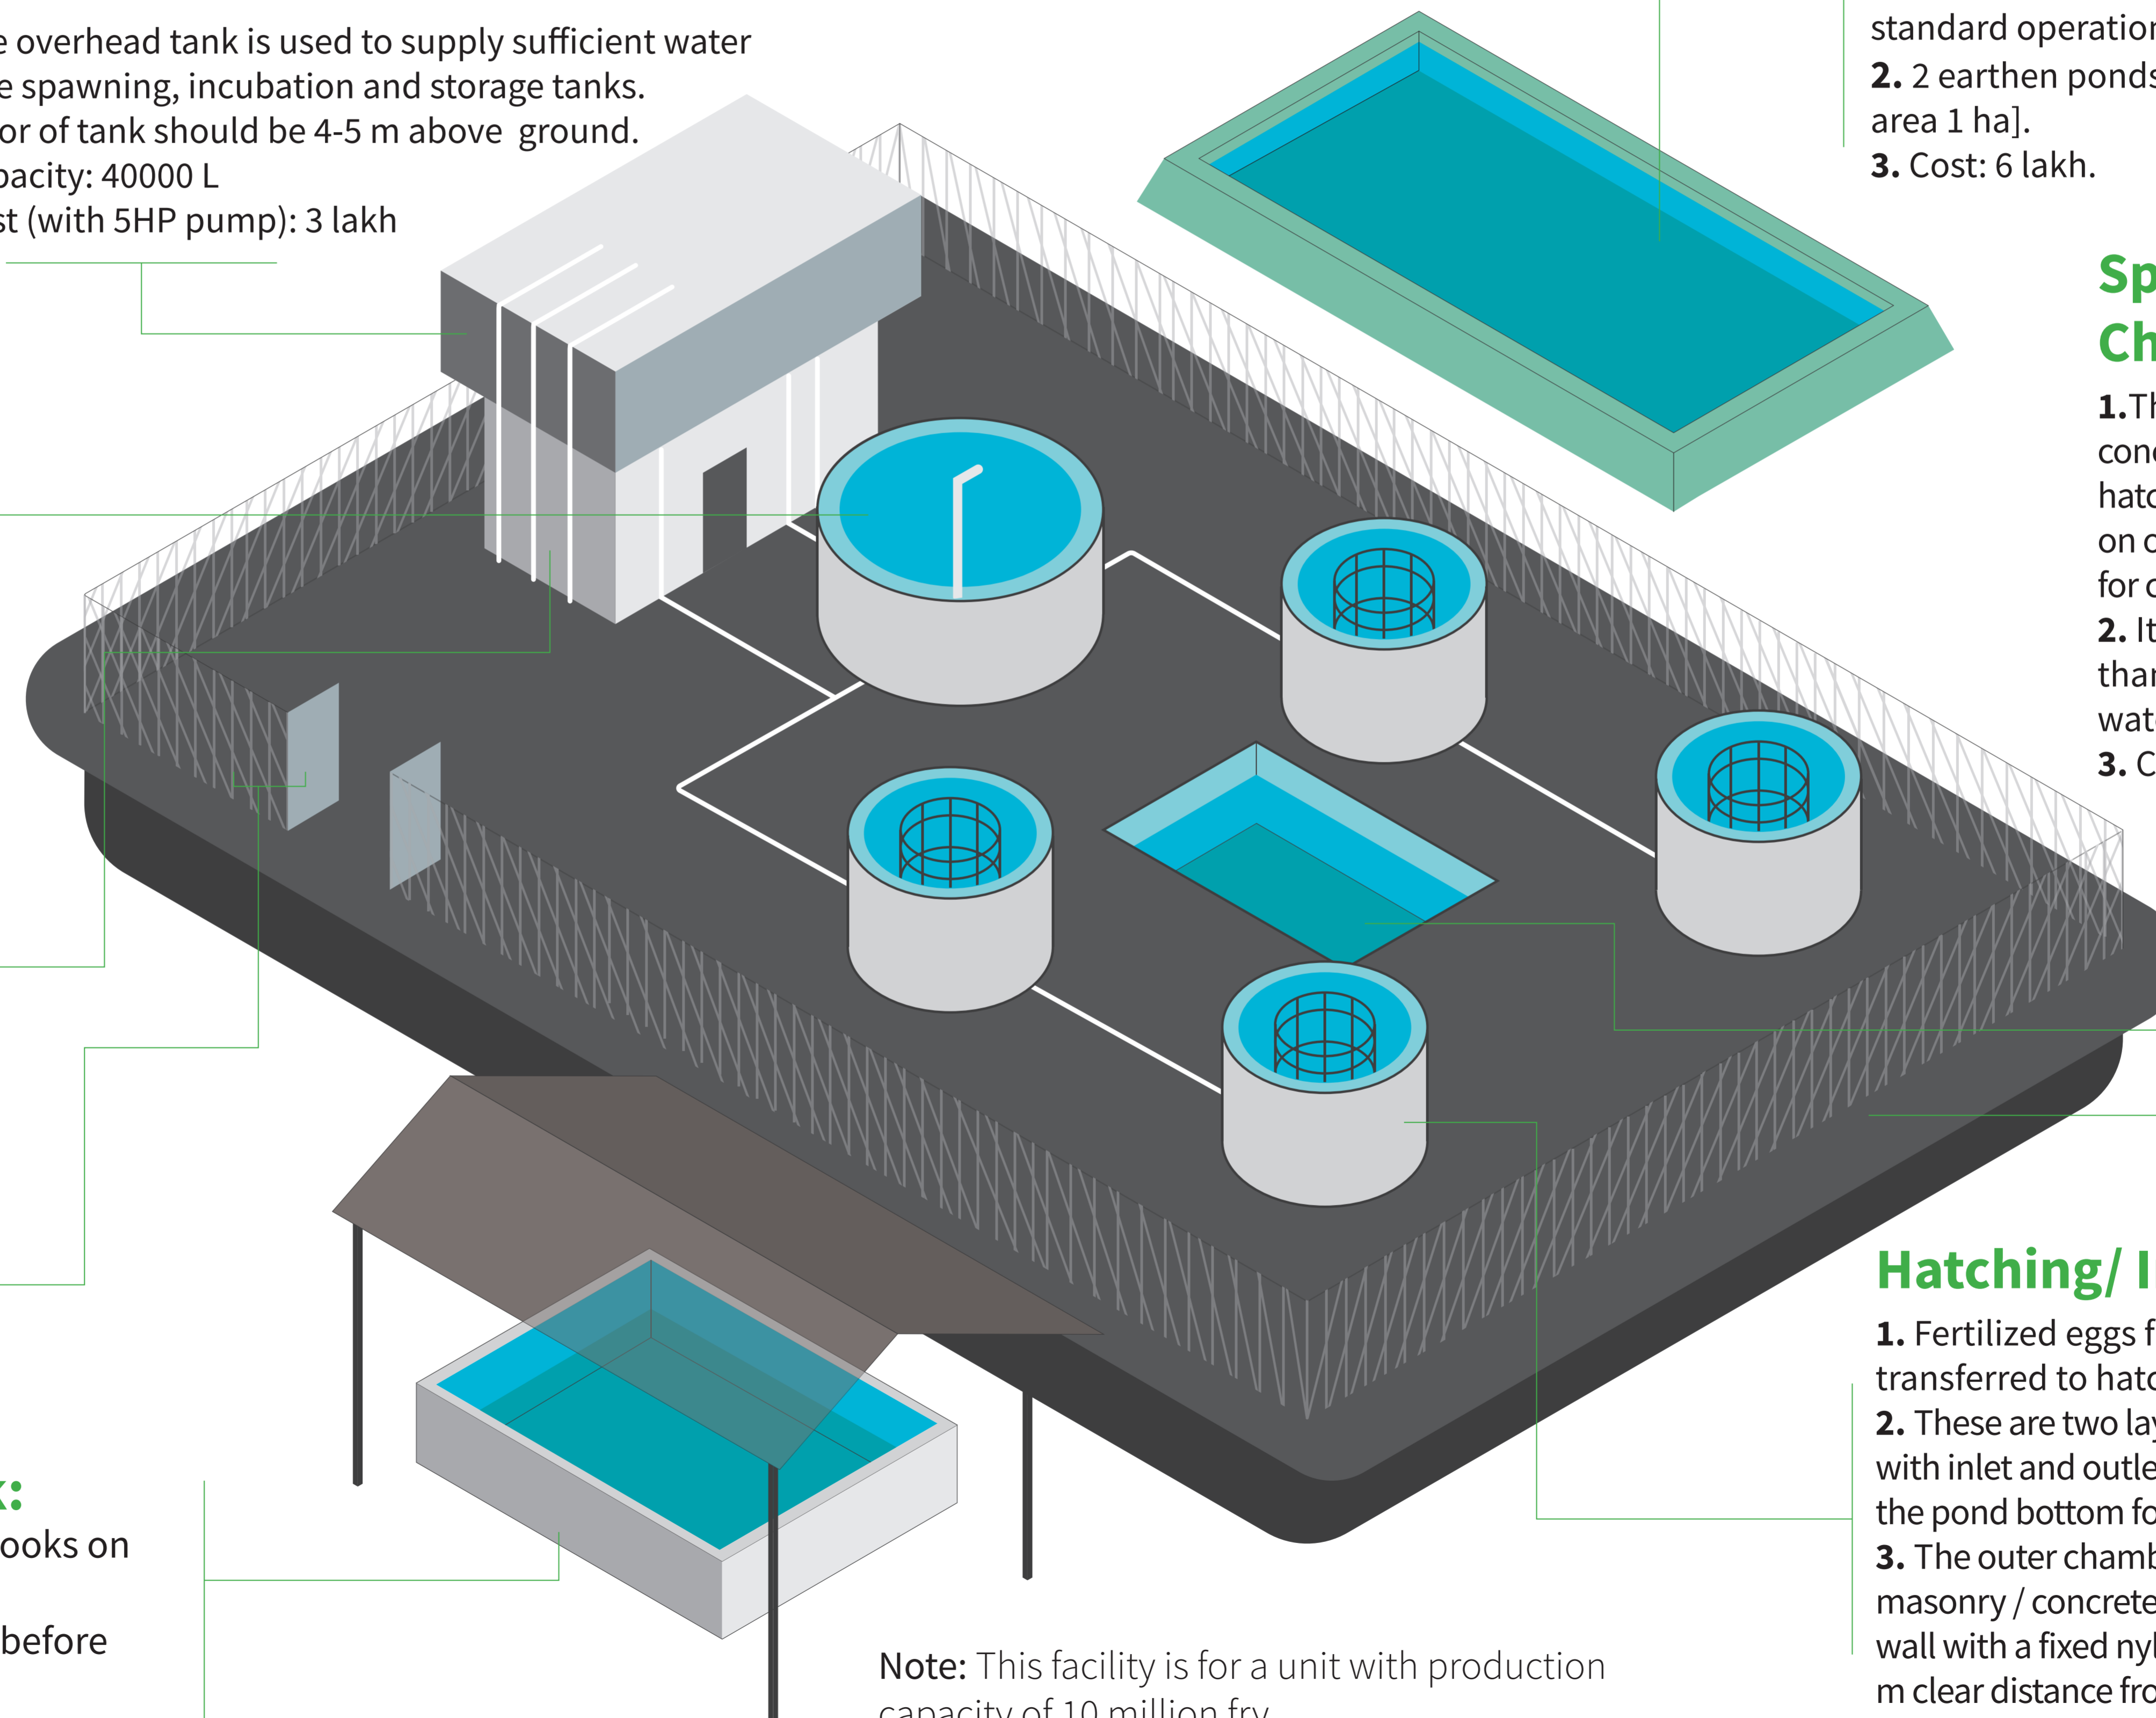 overhead tank is used to supply sufficient water
spawning, incubation and storage tanks.
of tank should be 4-5 m above ground.
40000 L
(with 5HP pump): 3 lakh
standard operation
2. 2 earthen ponds
area 1 ha].
3. Cost: 6 lakh.
Sp
Ch
1.Th
conc
hatc
on o
for c
2. It
than
wat
3. C
Hatching/ I
1. Fertilized eggs f
transferred to hatc
2. These are two lay
with inlet and outle
the pond bottom fo
3. The outer chamb
masonry / concrete
wall with a fixed nyl
m clear distance fro
ooks on
before
Note: This facility is for a unit with production
capacity of 10 million fry